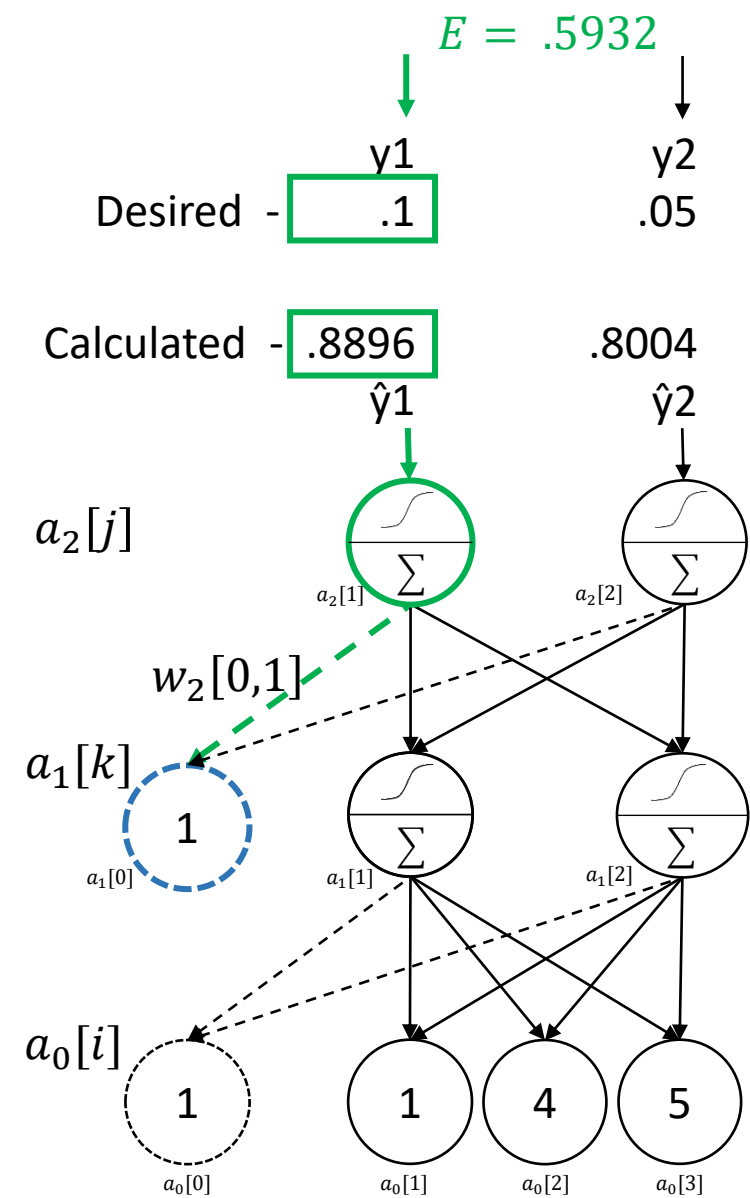 E = .5932
y1 y2
Desired - .1 .05
Calculated - .8896 .8004
ŷ1 ŷ2
a₂[j]
∑ ∑
a₂[1] a₂[2]
w₂[0,1]
a₁[k]
1 ∑ ∑
a₁[0] a₁[1] a₁[2]
a₀[i]
1 1 4 5
a₀[0] a₀[1] a₀[2] a₀[3]